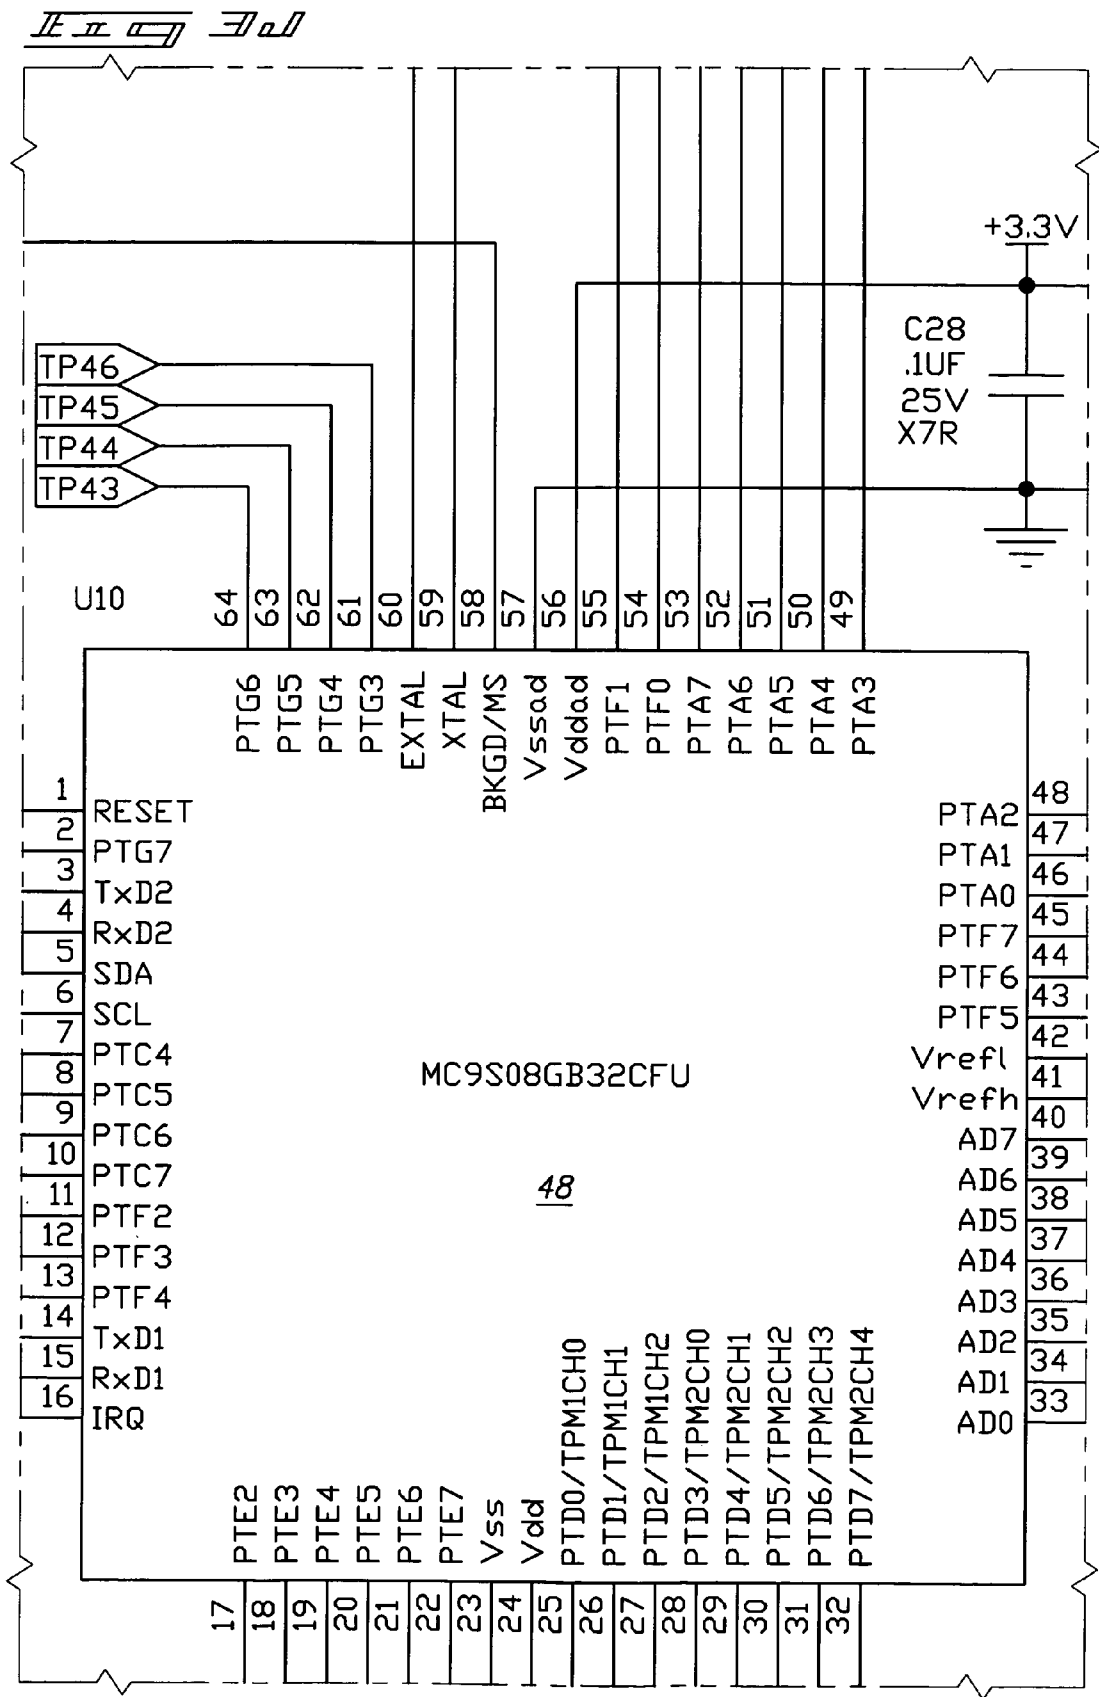 Fig 3d
+3.3V
C28
.1UF
25V
X7R
TP46
TP45
TP44
TP43
U10
64 63 62 61 60 59 58 57 56 55 54 53 52 51 50 49
PTG6 PTG5 PTG4 PTG3 EXTAL XTAL BKGD/MS Vssad Vddad PTF1 PTF0 PTA7 PTA6 PTA5 PTA4 PTA3
1 RESET
2 PTG7
3 TxD2
4 RxD2
5 SDA
6 SCL
7 PTC4
8 PTC5
9 PTC6
10 PTC7
11 PTF2
12 PTF3
13 PTF4
14 TxD1
15 RxD1
16 IRQ
MC9S08GB32CFU
48
PTA2 48
PTA1 47
PTA0 46
PTF7 45
PTF6 44
PTF5 43
Vrefl 42
Vrefh 41
AD7 40
AD6 39
AD5 38
AD4 37
AD3 36
AD2 35
AD1 34
AD0 33
PTE2 PTE3 PTE4 PTE5 PTE6 PTE7 Vss Vdd PTD0/TPM1CH0 PTD1/TPM1CH1 PTD2/TPM1CH2 PTD3/TPM2CH0 PTD4/TPM2CH1 PTD5/TPM2CH2 PTD6/TPM2CH3 PTD7/TPM2CH4
17 18 19 20 21 22 23 24 25 26 27 28 29 30 31 32